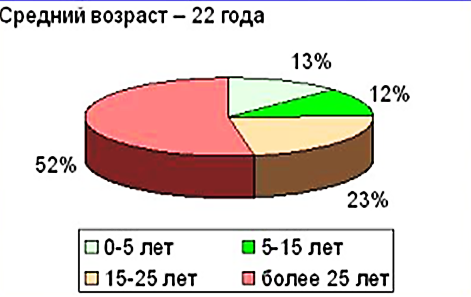 Средний возраст – 22 года
13%
12%
52%
23%
0-5 лет
5-15 лет
15-25 лет
более 25 лет